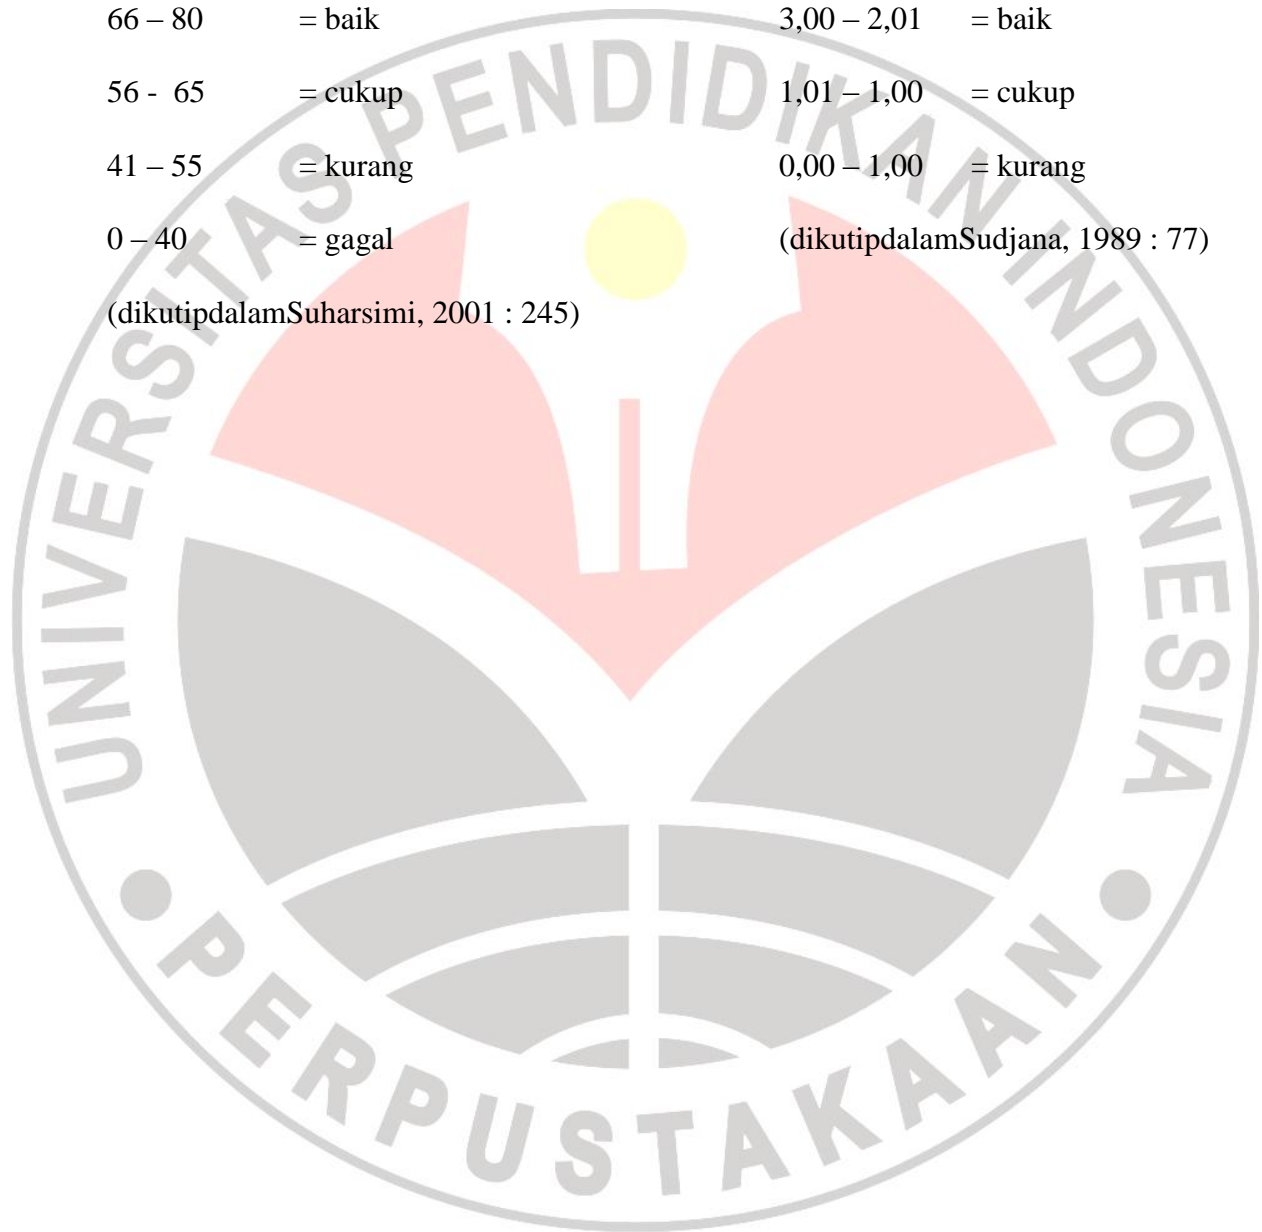 66 – 80 = baik
56 - 65 = cukup
41 – 55 = kurang
0 – 40 = gagal
(dikutipdalamSuharsimi, 2001 : 245)
3,00 – 2,01 = baik
1,01 – 1,00 = cukup
0,00 – 1,00 = kurang
(dikutipdalamSudjana, 1989 : 77)
UNIVERSITAS PENDIDIKAN INDONESIA
PERPUSTAKAAN